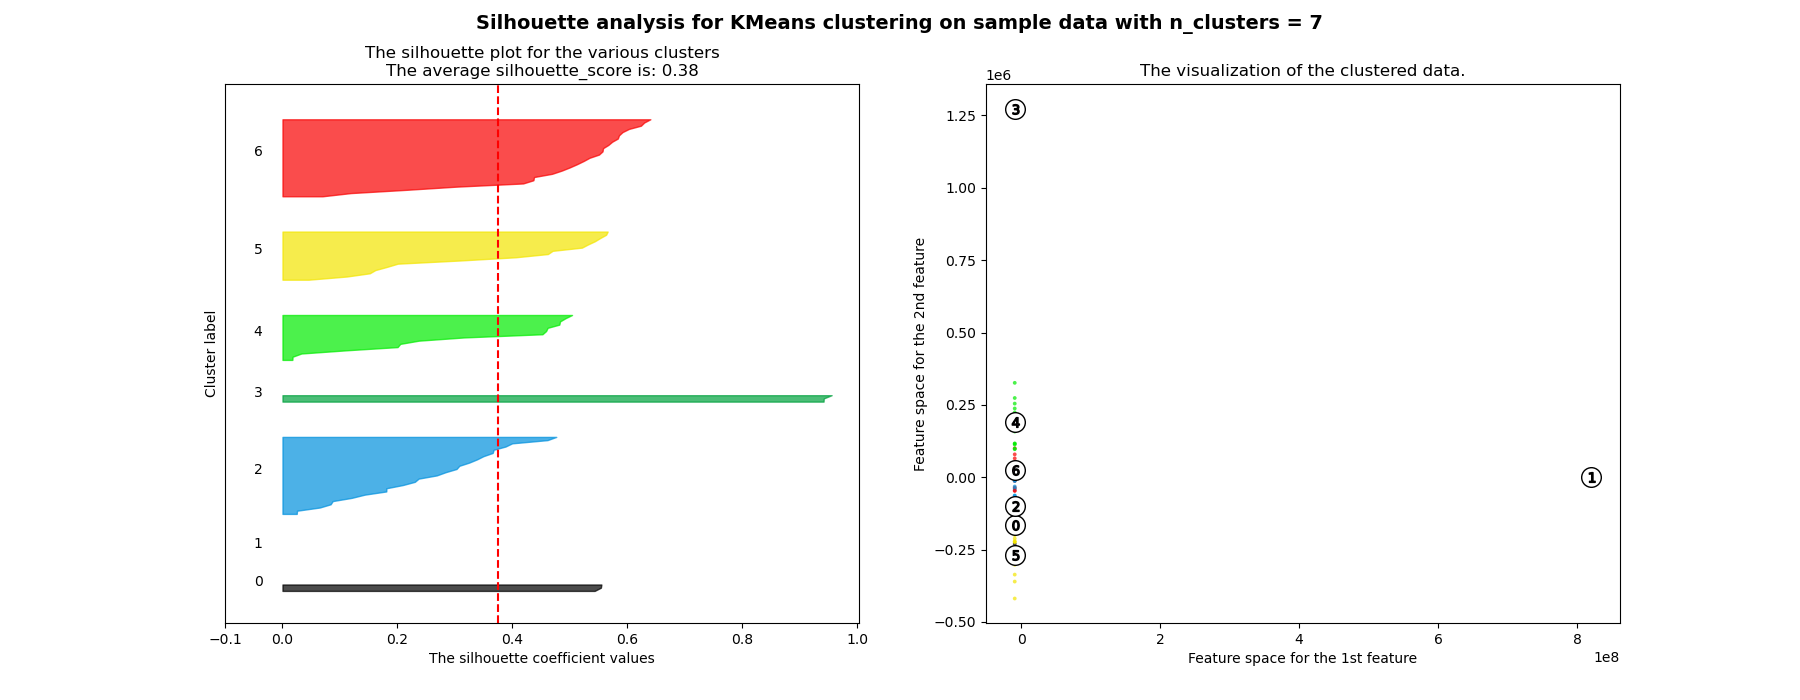 Silhouette analysis for KMeans clustering on sample data with n_clusters = 7
The silhouette plot for the various clusters
The average silhouette_score is: 0.38
Cluster label
6
5
4
3
2
1
0
−0.1 0.0 0.2 0.4 0.6 0.8 1.0
The silhouette coefficient values
The visualization of the clustered data.
1e6
Feature space for the 2nd feature
1.25
1.00
0.75
0.50
0.25
0.00
−0.25
−0.50
3
4
6
1
2
0
5
0 2 4 6 8
1e8
Feature space for the 1st feature